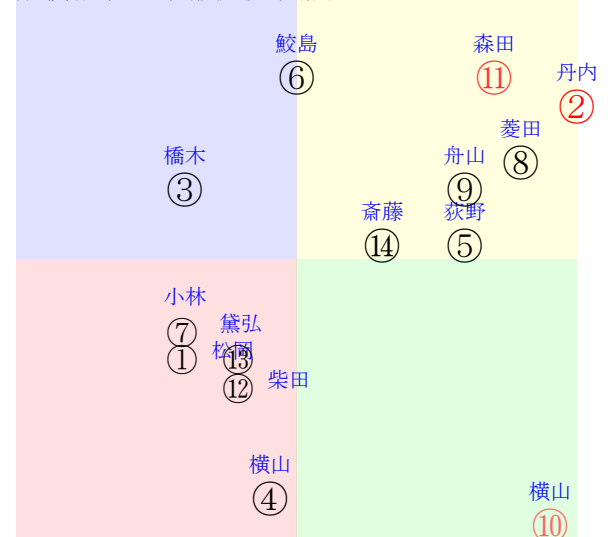 鮫島
⑥
森田
⑪
丹内
②
菱田
⑧
橋木
③
舟山
⑨
斎藤
⑭
荻野
⑤
小林
⑦
①
黛弘
松岡
⑬
⑫
柴田
横山
④
横山
⑩